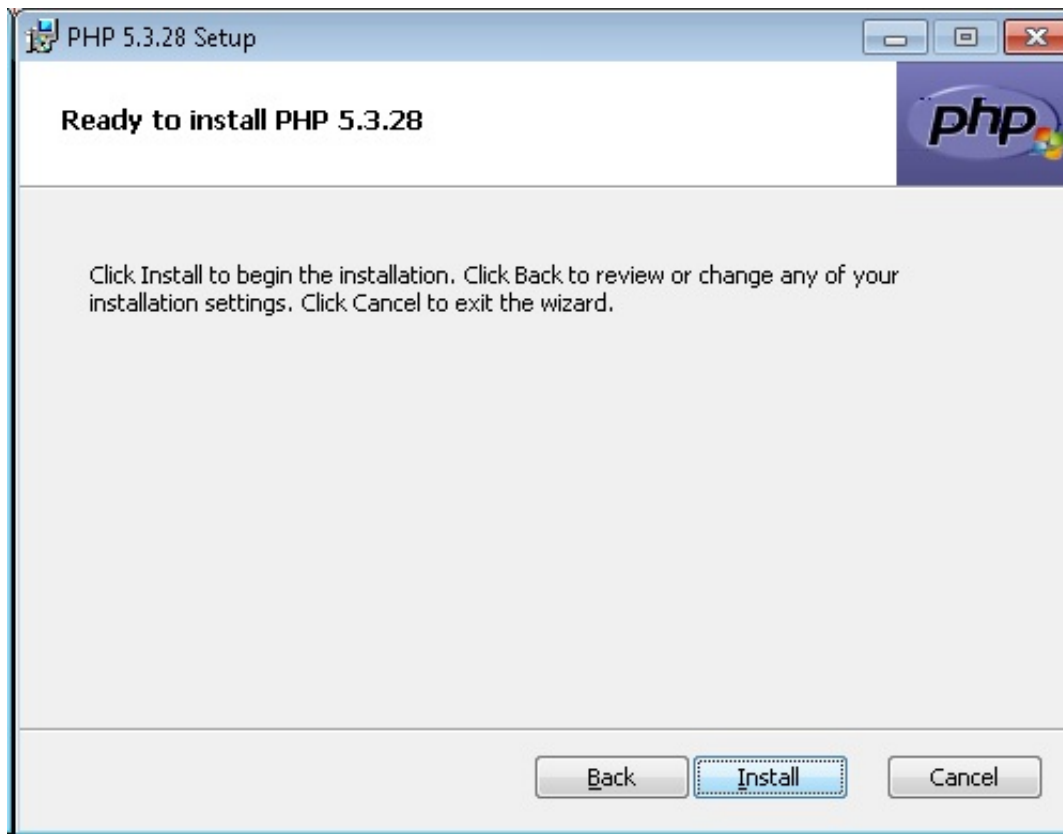 PHP 5.3.28 Setup
Ready to install PHP 5.3.28
php
Click Install to begin the installation. Click Back to review or change any of your
installation settings. Click Cancel to exit the wizard.
Back
Install
Cancel